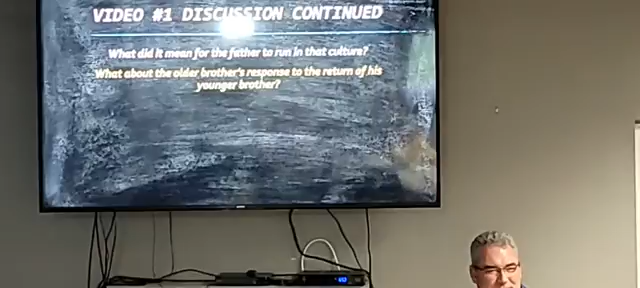 VIDEO #1 DISCUSSION CONTINUED
What did it mean for the father to run in that culture?
What about the older brother's response to the return of his
younger brother?